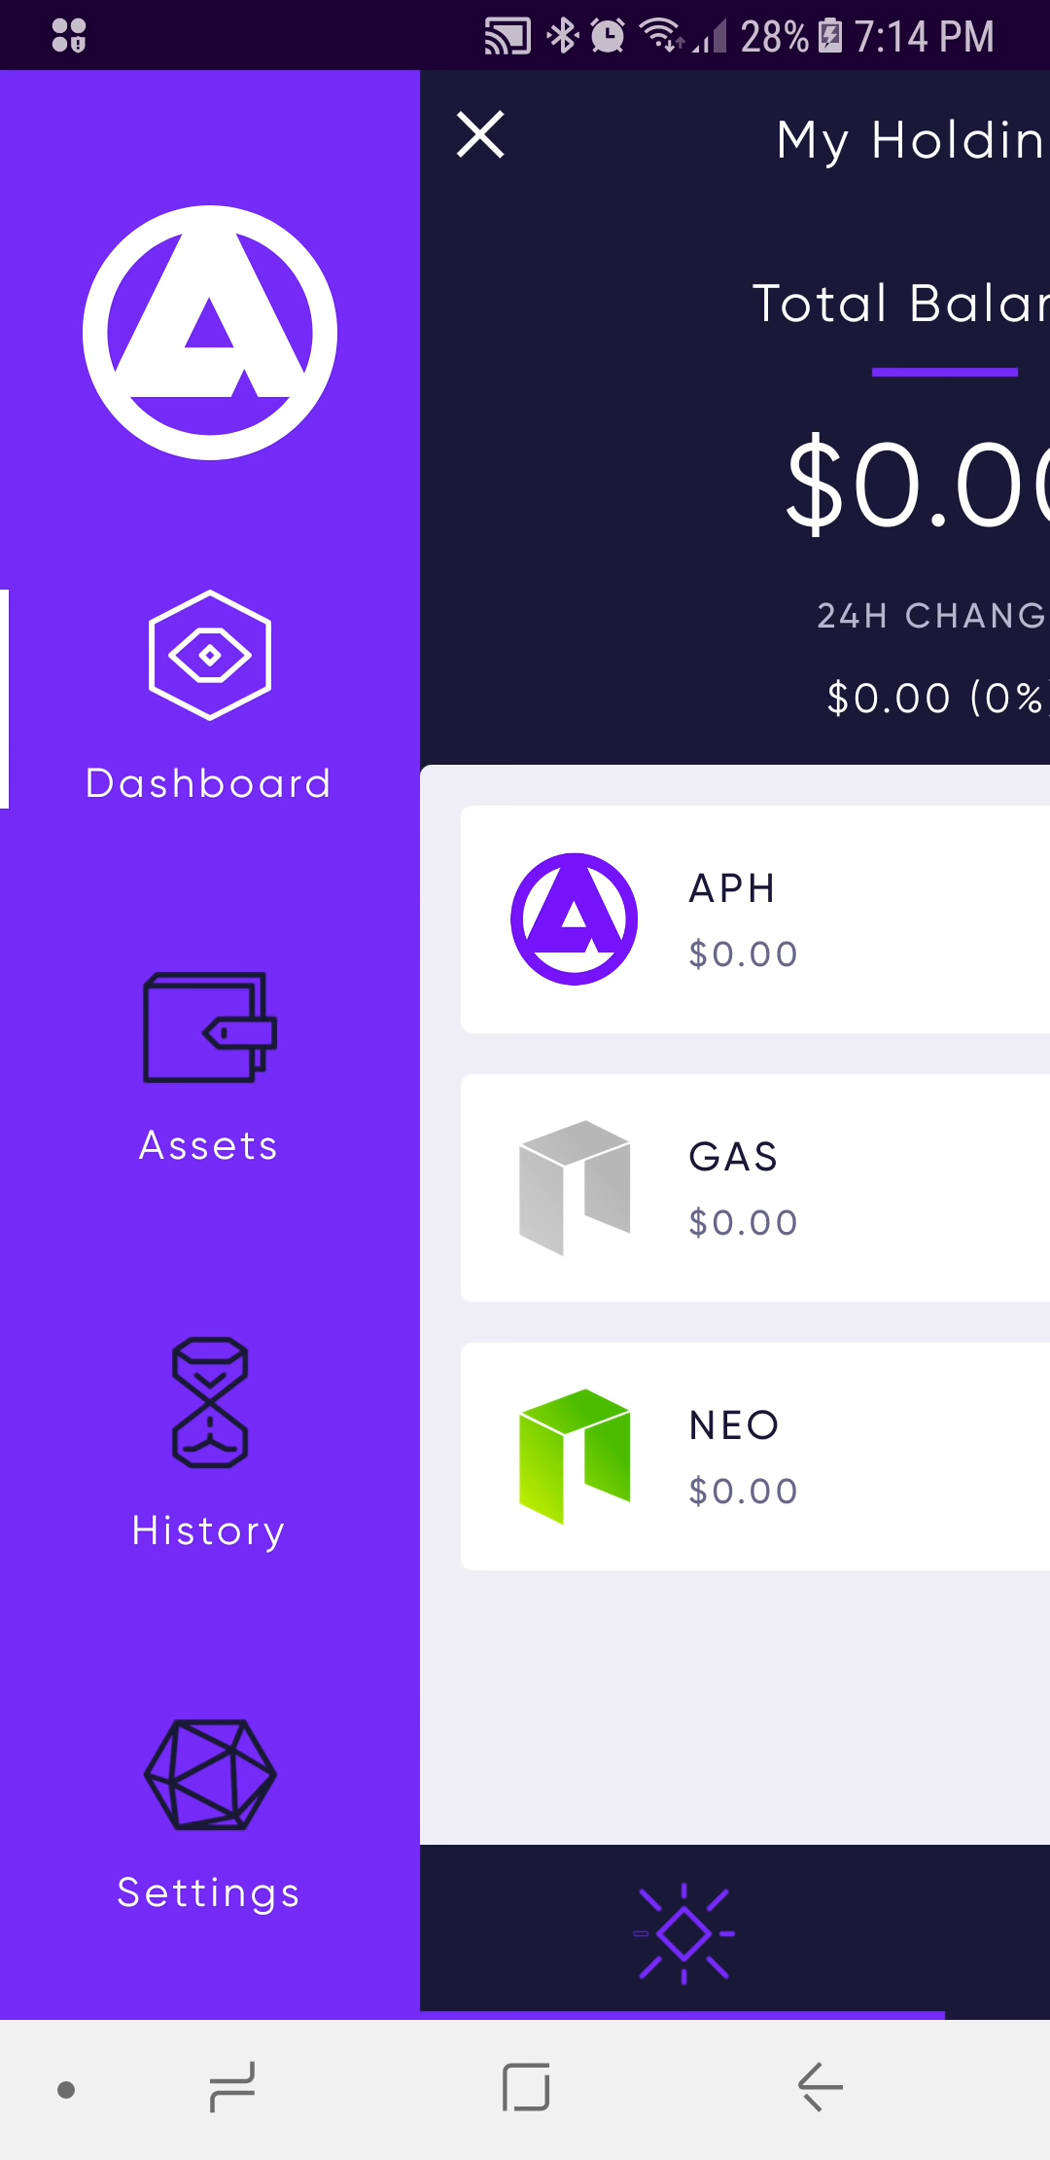 28% 7:14 PM
My Holdin
Total Balan
$0.00
24H CHANG
$0.00 (0%)
Dashboard
APH
$0.00
Assets
GAS
$0.00
History
NEO
$0.00
Settings